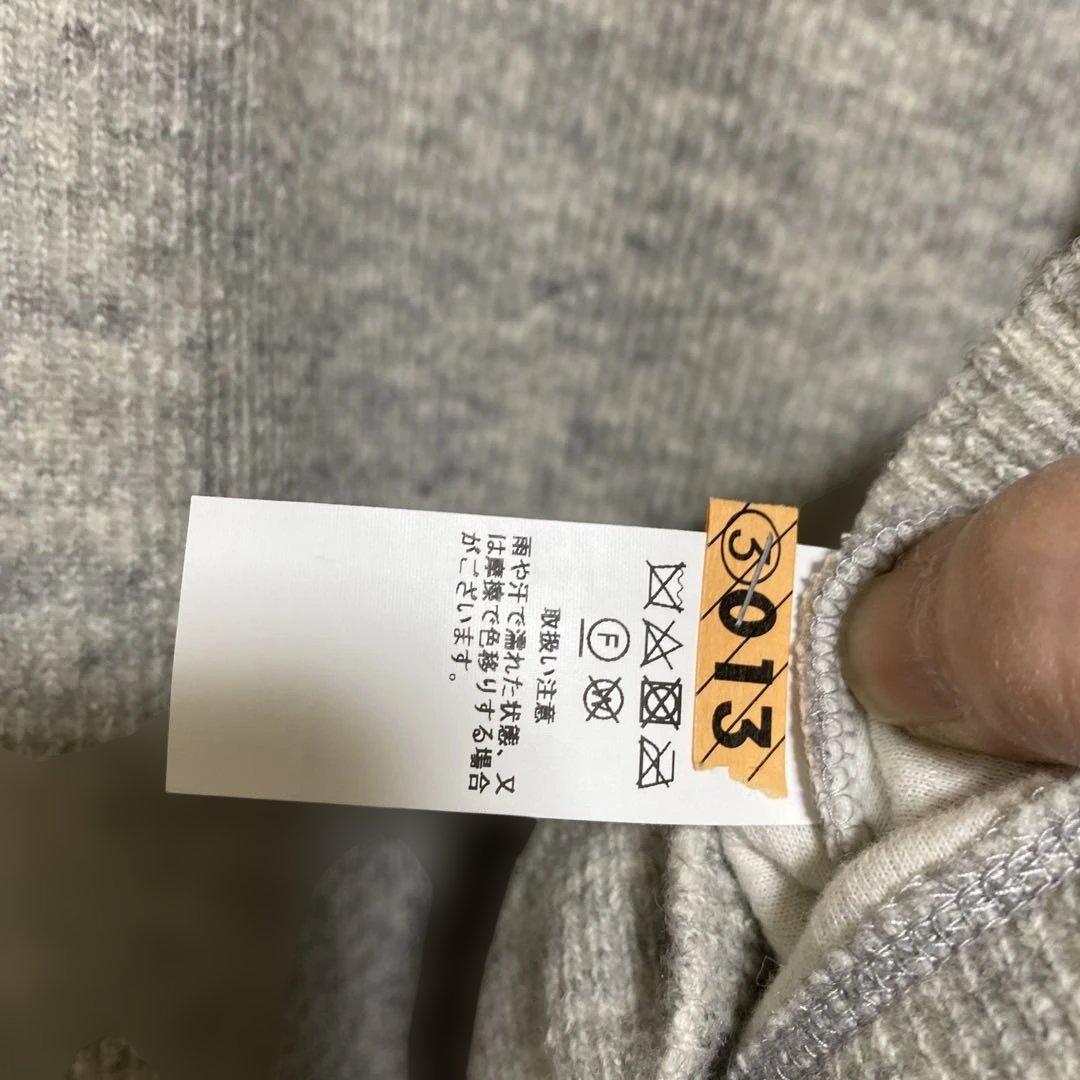 ③013
F
W
取扱い注意
雨や汗で濡れた状態、又
は摩擦で色移りする場合
がございます。